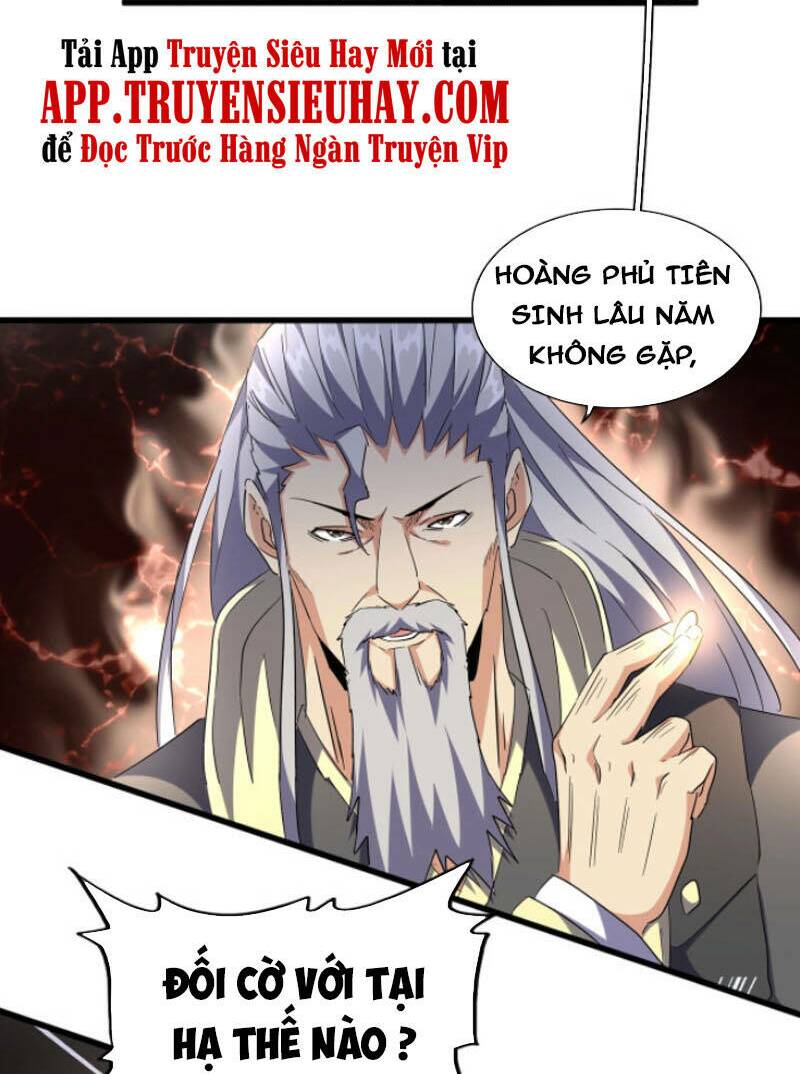 Tải App Truyện Siêu Hay Mới tại
APP.TRUYENSIEUHAY.COM
để Đọc Trước Hàng Ngàn Truyện Vip
HOÀNG PHỦ TIÊN
SINH LÂU NĂM
KHÔNG GẶP,
ĐỐI CỜ VỚI TẠI
HẠ THẾ NÀO ?